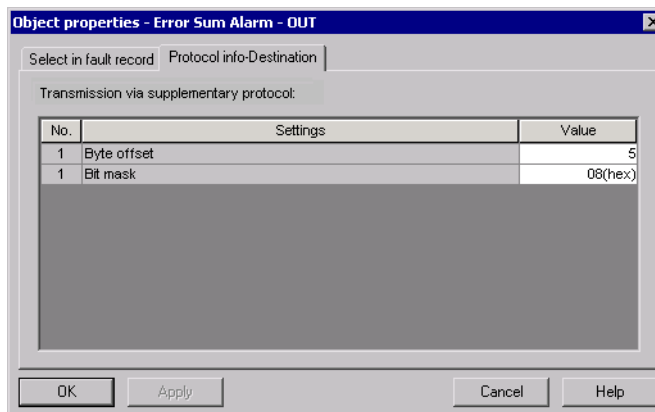 Object properties - Error Sum Alarm - OUT
Select in fault record Protocol info-Destination
Transmission via supplementary protocol:
No. Settings Value
1 Byte offset 5
1 Bit mask 08(hex)
OK Apply Cancel Help